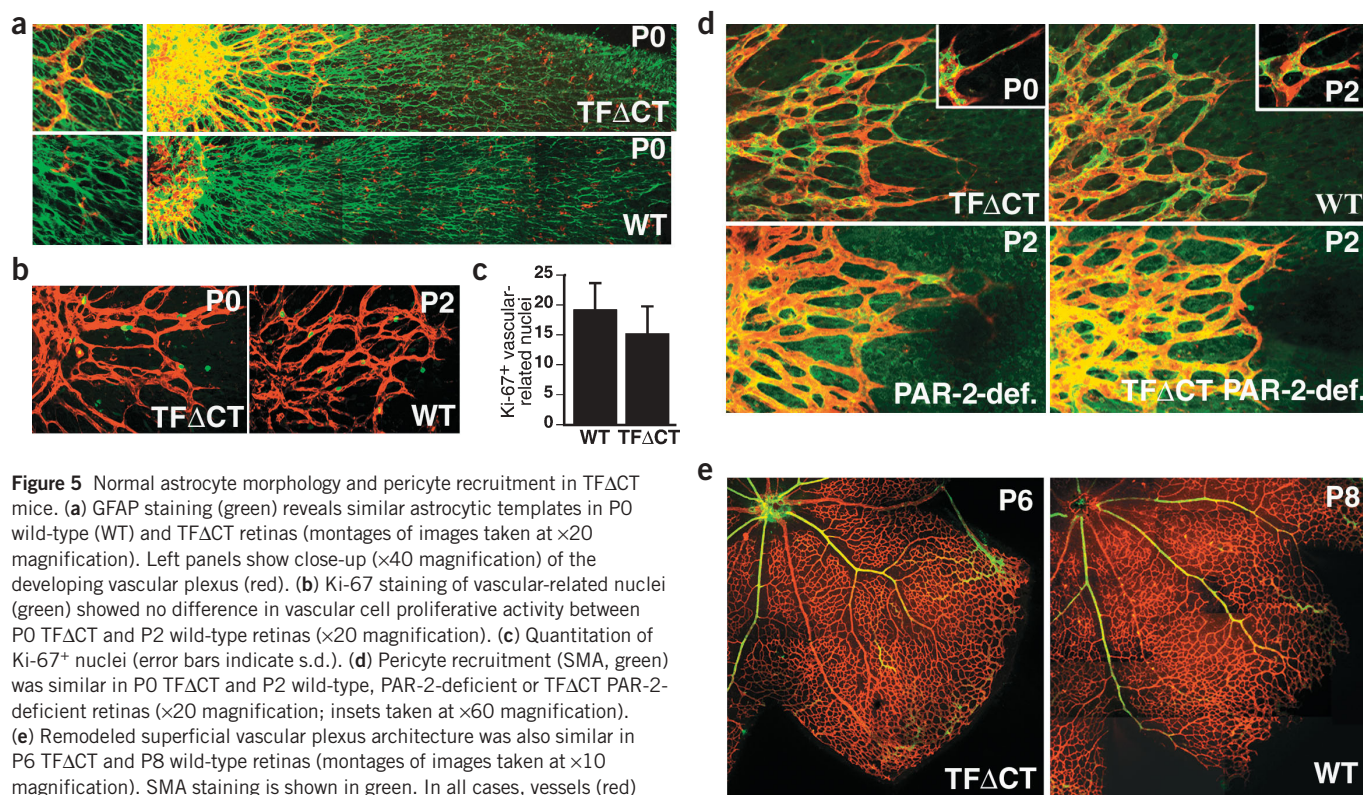 a
P0
TFΔCT
P0
WT
b
P0
TFΔCT
P2
WT
c
25
20
15
10
5
0
Ki-67+ vascular-
related nuclei
WT TFΔCT
d
P0
TFΔCT
P2
WT
P2
PAR-2-def.
P2
TFΔCT PAR-2-def.
e
P6
TFΔCT
P8
WT
Figure 5 Normal astrocyte morphology and pericyte recruitment in TFΔCT
mice. (a) GFAP staining (green) reveals similar astrocytic templates in P0
wild-type (WT) and TFΔCT retinas (montages of images taken at ×20
magnification). Left panels show close-up (×40 magnification) of the
developing vascular plexus (red). (b) Ki-67 staining of vascular-related nuclei
(green) showed no difference in vascular cell proliferative activity between
P0 TFΔCT and P2 wild-type retinas (×20 magnification). (c) Quantitation of
Ki-67+ nuclei (error bars indicate s.d.). (d) Pericyte recruitment (SMA, green)
was similar in P0 TFΔCT and P2 wild-type, PAR-2-deficient or TFΔCT PAR-2-
deficient retinas (×20 magnification; insets taken at ×60 magnification).
(e) Remodeled superficial vascular plexus architecture was also similar in
P6 TFΔCT and P8 wild-type retinas (montages of images taken at ×10
magnification). SMA staining is shown in green. In all cases, vessels (red)